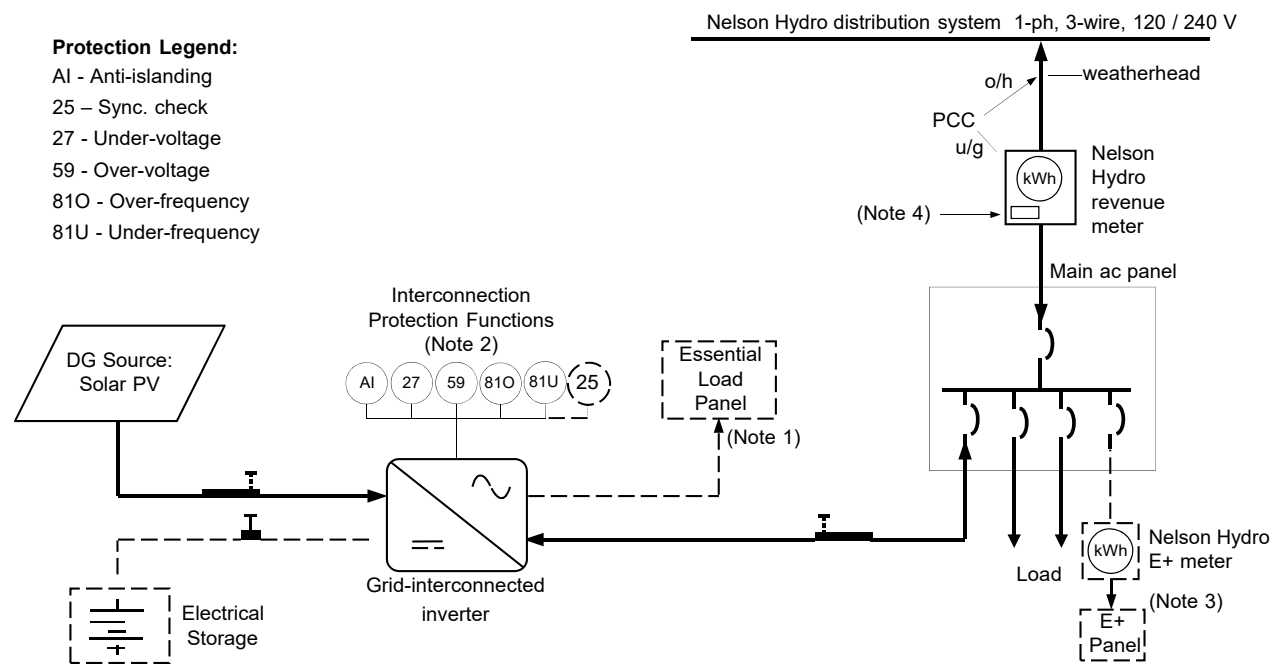 Nelson Hydro distribution system 1-ph, 3-wire, 120 / 240 V
Protection Legend:
AI - Anti-islanding
25 – Sync. check
27 - Under-voltage
59 - Over-voltage
81O - Over-frequency
81U - Under-frequency
weatherhead
o/h
PCC
u/g
kWh
Nelson
Hydro
revenue
meter
(Note 4)
Main ac panel
Interconnection
Protection Functions
(Note 2)
AI
27
59
81O
81U
25
DG Source:
Solar PV
Essential
Load
Panel
(Note 1)
Grid-interconnected
inverter
Electrical
Storage
Load
kWh
Nelson Hydro
E+ meter
(Note 3)
E+
Panel